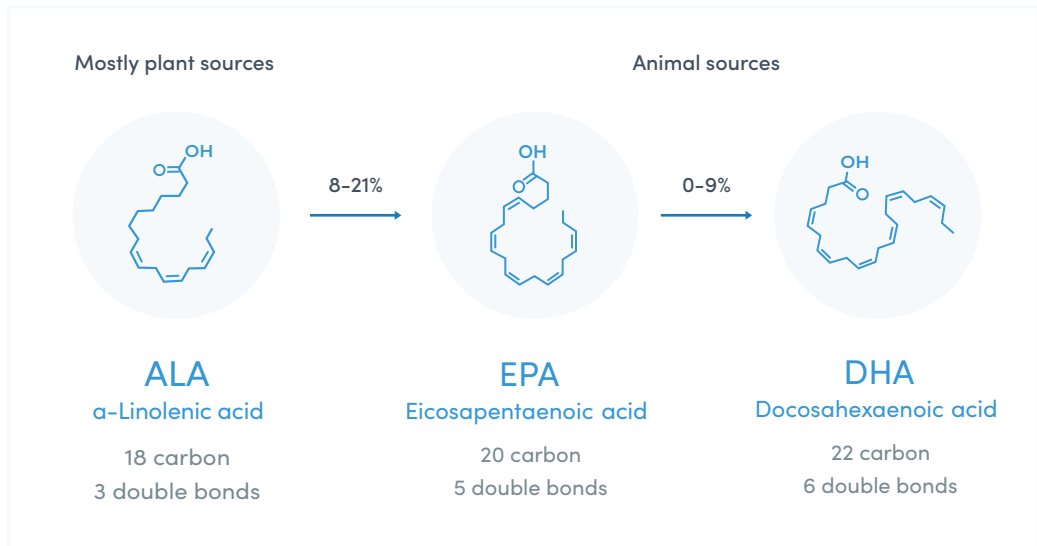 Mostly plant sources
Animal sources
OH
O
8-21%
OH
O
0-9%
OH
O
ALA
α-Linolenic acid
18 carbon
3 double bonds
EPA
Eicosapentaenoic acid
20 carbon
5 double bonds
DHA
Docosahexaenoic acid
22 carbon
6 double bonds